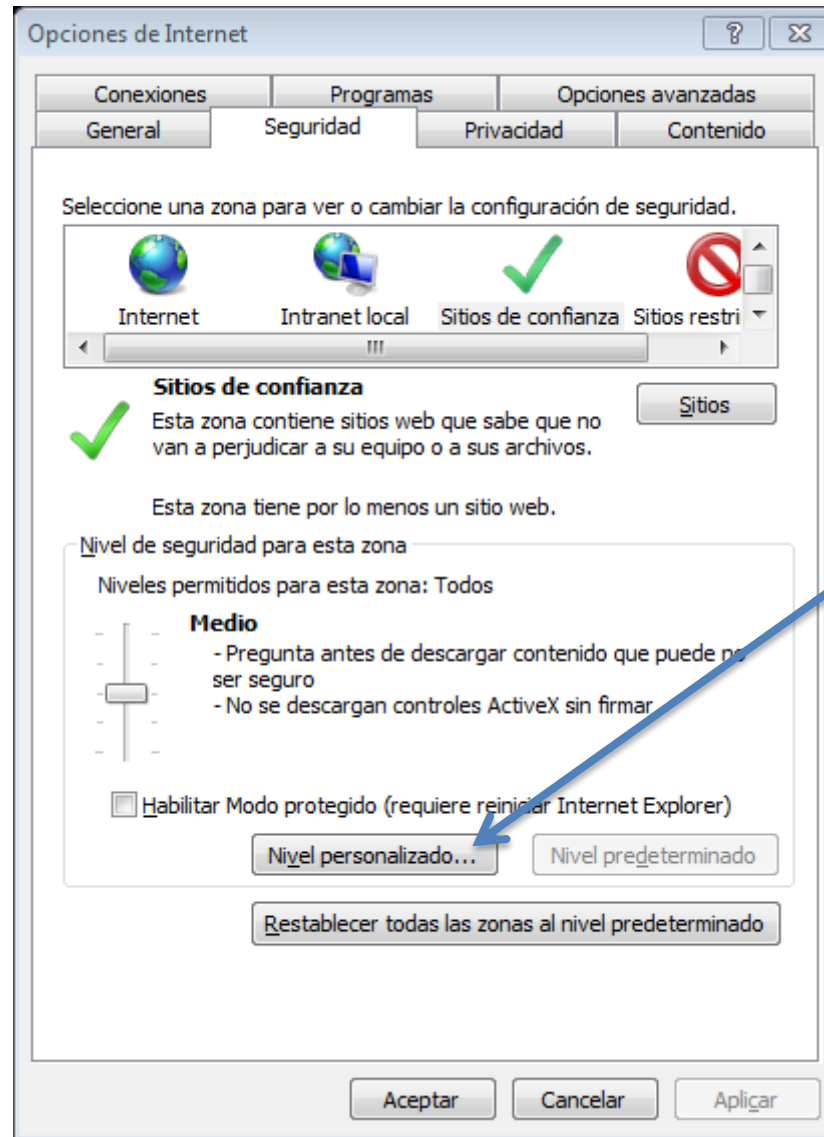 Opciones de Internet
Conexiones Programas Opciones avanzadas
General Seguridad Privacidad Contenido
Seleccione una zona para ver o cambiar la configuración de seguridad.
Internet Intranet local Sitios de confianza Sitios restri
Sitios de confianza
Sitios
Esta zona contiene sitios web que sabe que no
van a perjudicar a su equipo o a sus archivos.
Esta zona tiene por lo menos un sitio web.
Nivel de seguridad para esta zona
Niveles permitidos para esta zona: Todos
Medio
- Pregunta antes de descargar contenido que puede no
ser seguro
- No se descargan controles ActiveX sin firmar
Habilitar Modo protegido (requiere reiniciar Internet Explorer)
Nivel personalizado... Nivel predeterminado
Restablecer todas las zonas al nivel predeterminado
Aceptar Cancelar Aplicar